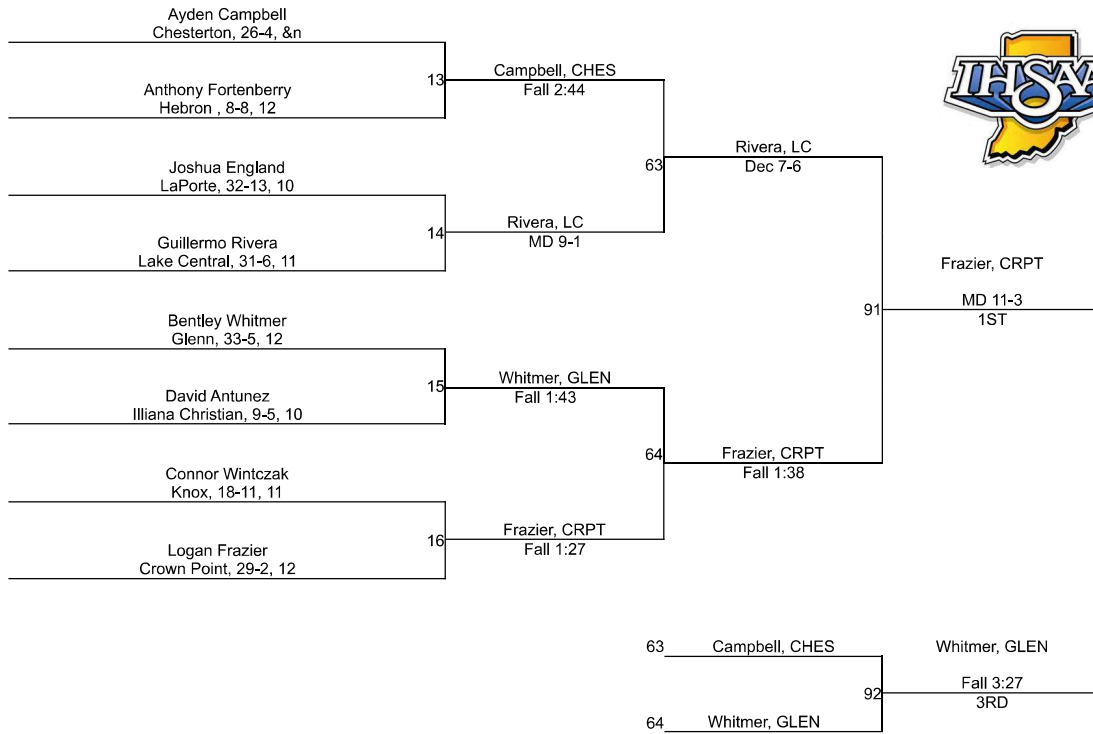 Ayden Campbell
Chesterton, 26-4, &n
13
Campbell, CHES
Fall 2:44
Anthony Fortenberry
Hebron , 8-8, 12
IHSAA
63
Rivera, LC
Dec 7-6
Joshua England
LaPorte, 32-13, 10
14
Rivera, LC
MD 9-1
Guillermo Rivera
Lake Central, 31-6, 11
91
Frazier, CRPT
MD 11-3
1ST
Bentley Whitmer
Glenn, 33-5, 12
15
Whitmer, GLEN
Fall 1:43
David Antunez
Illiana Christian, 9-5, 10
64
Frazier, CRPT
Fall 1:38
Connor Wintczak
Knox, 18-11, 11
16
Frazier, CRPT
Fall 1:27
Logan Frazier
Crown Point, 29-2, 12
63
Campbell, CHES
92
Whitmer, GLEN
Fall 3:27
3RD
64
Whitmer, GLEN